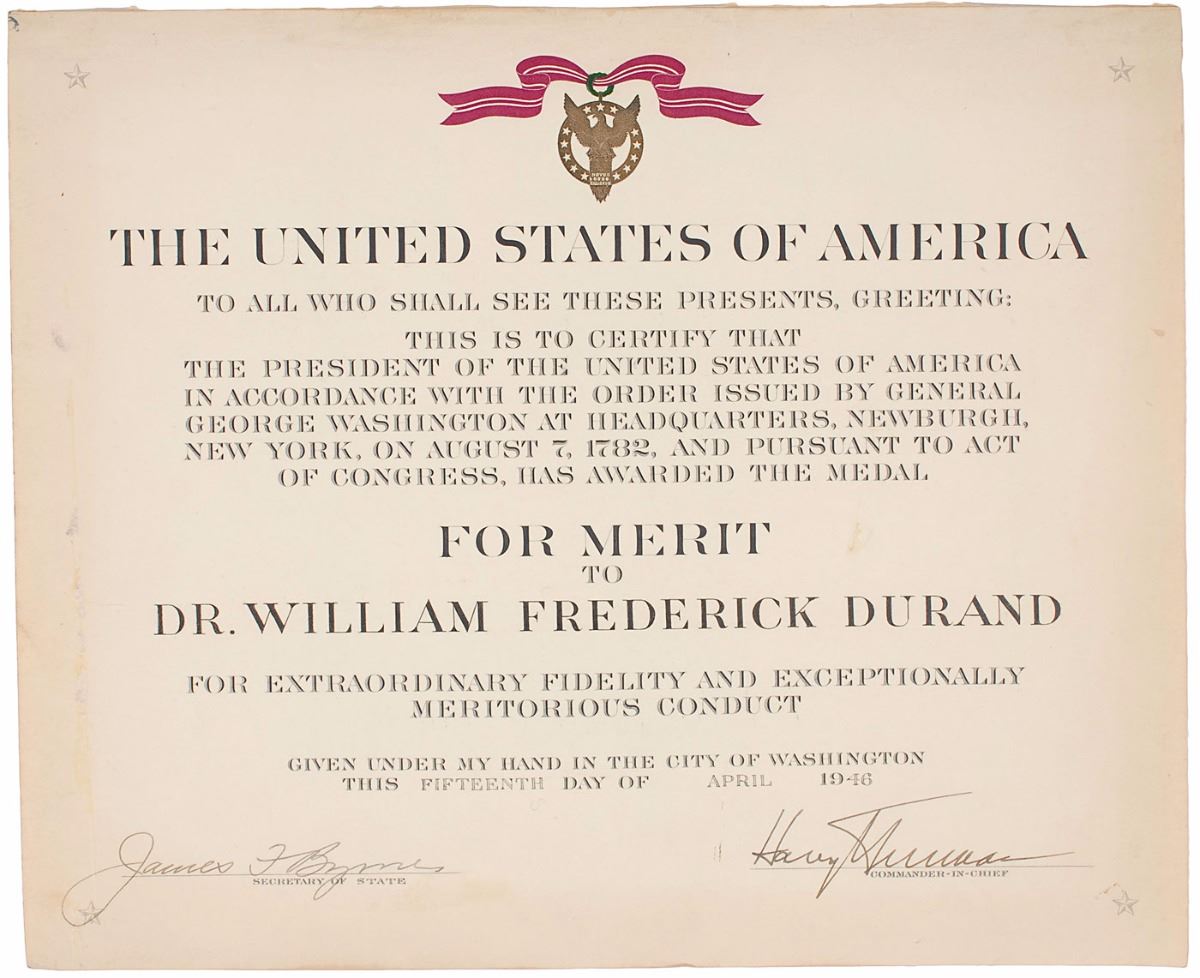 NOVUS
ORDO
SECLORUM
THE UNITED STATES OF AMERICA
TO ALL WHO SHALL SEE THESE PRESENTS, GREETING:
THIS IS TO CERTIFY THAT
THE PRESIDENT OF THE UNITED STATES OF AMERICA
IN ACCORDANCE WITH THE ORDER ISSUED BY GENERAL
GEORGE WASHINGTON AT HEADQUARTERS, NEWBURGH,
NEW YORK, ON AUGUST 7, 1782, AND PURSUANT TO ACT
OF CONGRESS, HAS AWARDED THE MEDAL
FOR MERIT
TO
DR. WILLIAM FREDERICK DURAND
FOR EXTRAORDINARY FIDELITY AND EXCEPTIONALLY
MERITORIOUS CONDUCT
GIVEN UNDER MY HAND IN THE CITY OF WASHINGTON
THIS FIFTEENTH DAY OF APRIL 1946
James F Byrnes
SECRETARY OF STATE
Harry Truman
COMMANDER-IN-CHIEF